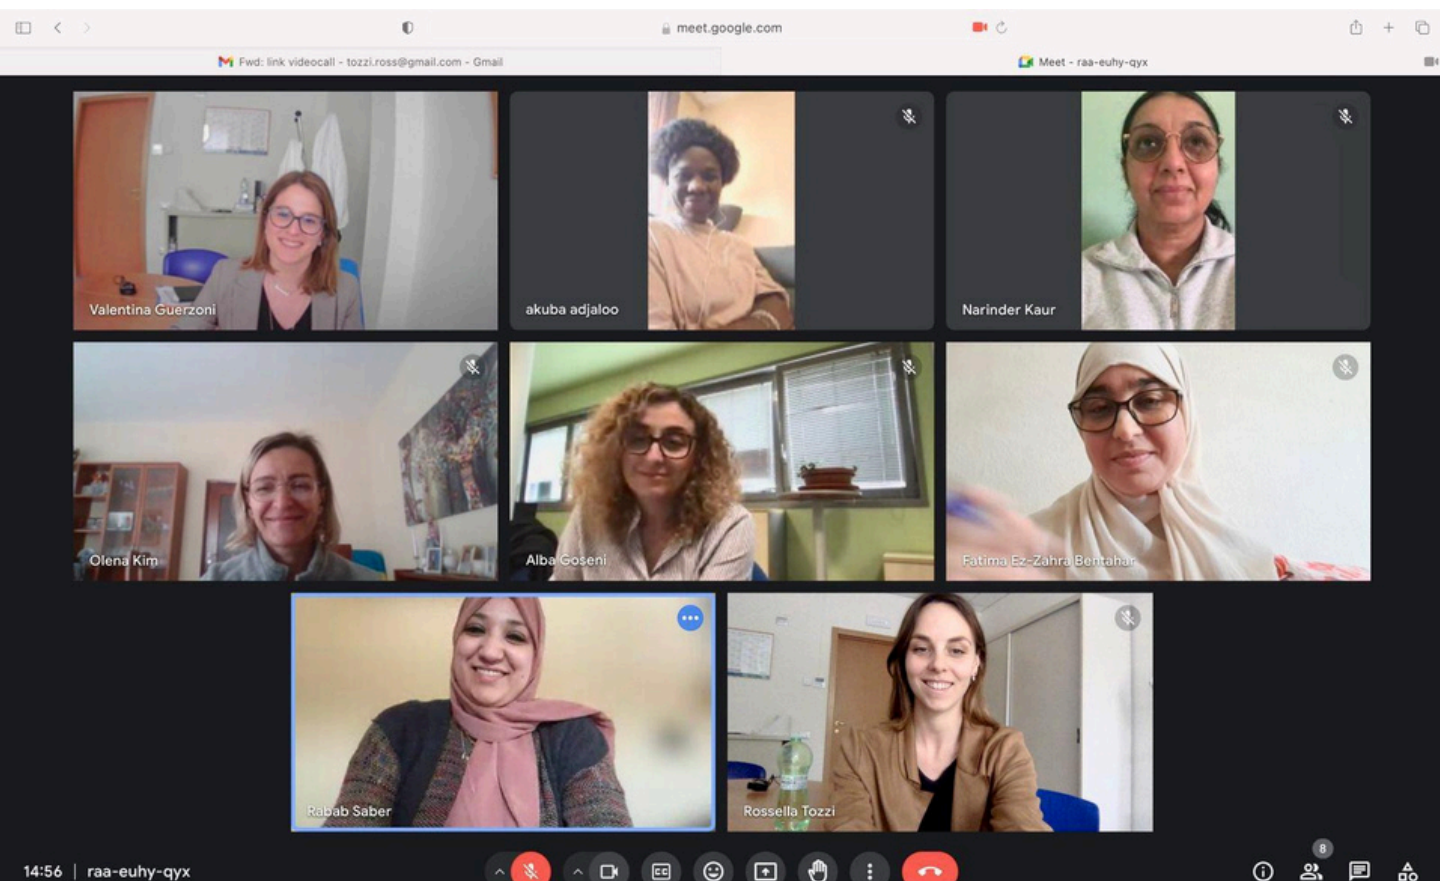 meet.google.com
Fwd: link videocall - tozzi.ross@gmail.com - Gmail
Meet - raa-euhy-qyx
Valentina Guerzoni
akuba adjaloo
Narinder Kaur
Olena Kim
Alba Goseni
Fatima Ez-Zahra Bentahar
Rabab Saber
Rossella Tozzi
8
14:56 | raa-euhy-qyx
CC